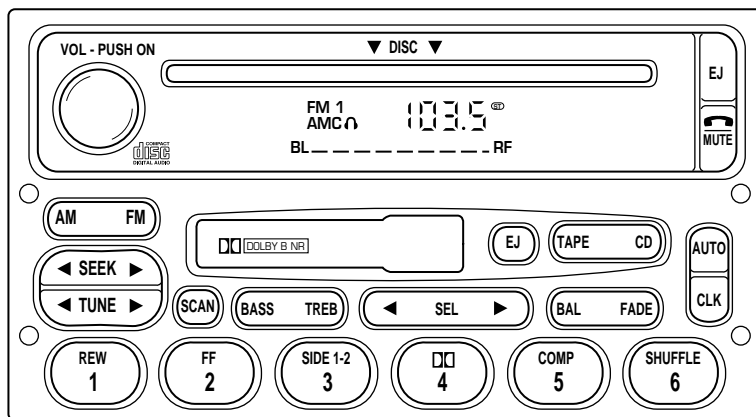 VOL - PUSH ON
▼ DISC ▼
EJ
FM 1
103.5 ST
AMC
MUTE
COMPACT
disc
DIGITAL AUDIO
BL RF
AM FM
DOLBY B NR
EJ
TAPE CD
AUTO
◄ SEEK ►
◄ TUNE ►
SCAN
BASS TREB
◄ SEL ►
BAL FADE
CLK
REW
1
FF
2
SIDE 1-2
3
4
COMP
5
SHUFFLE
6